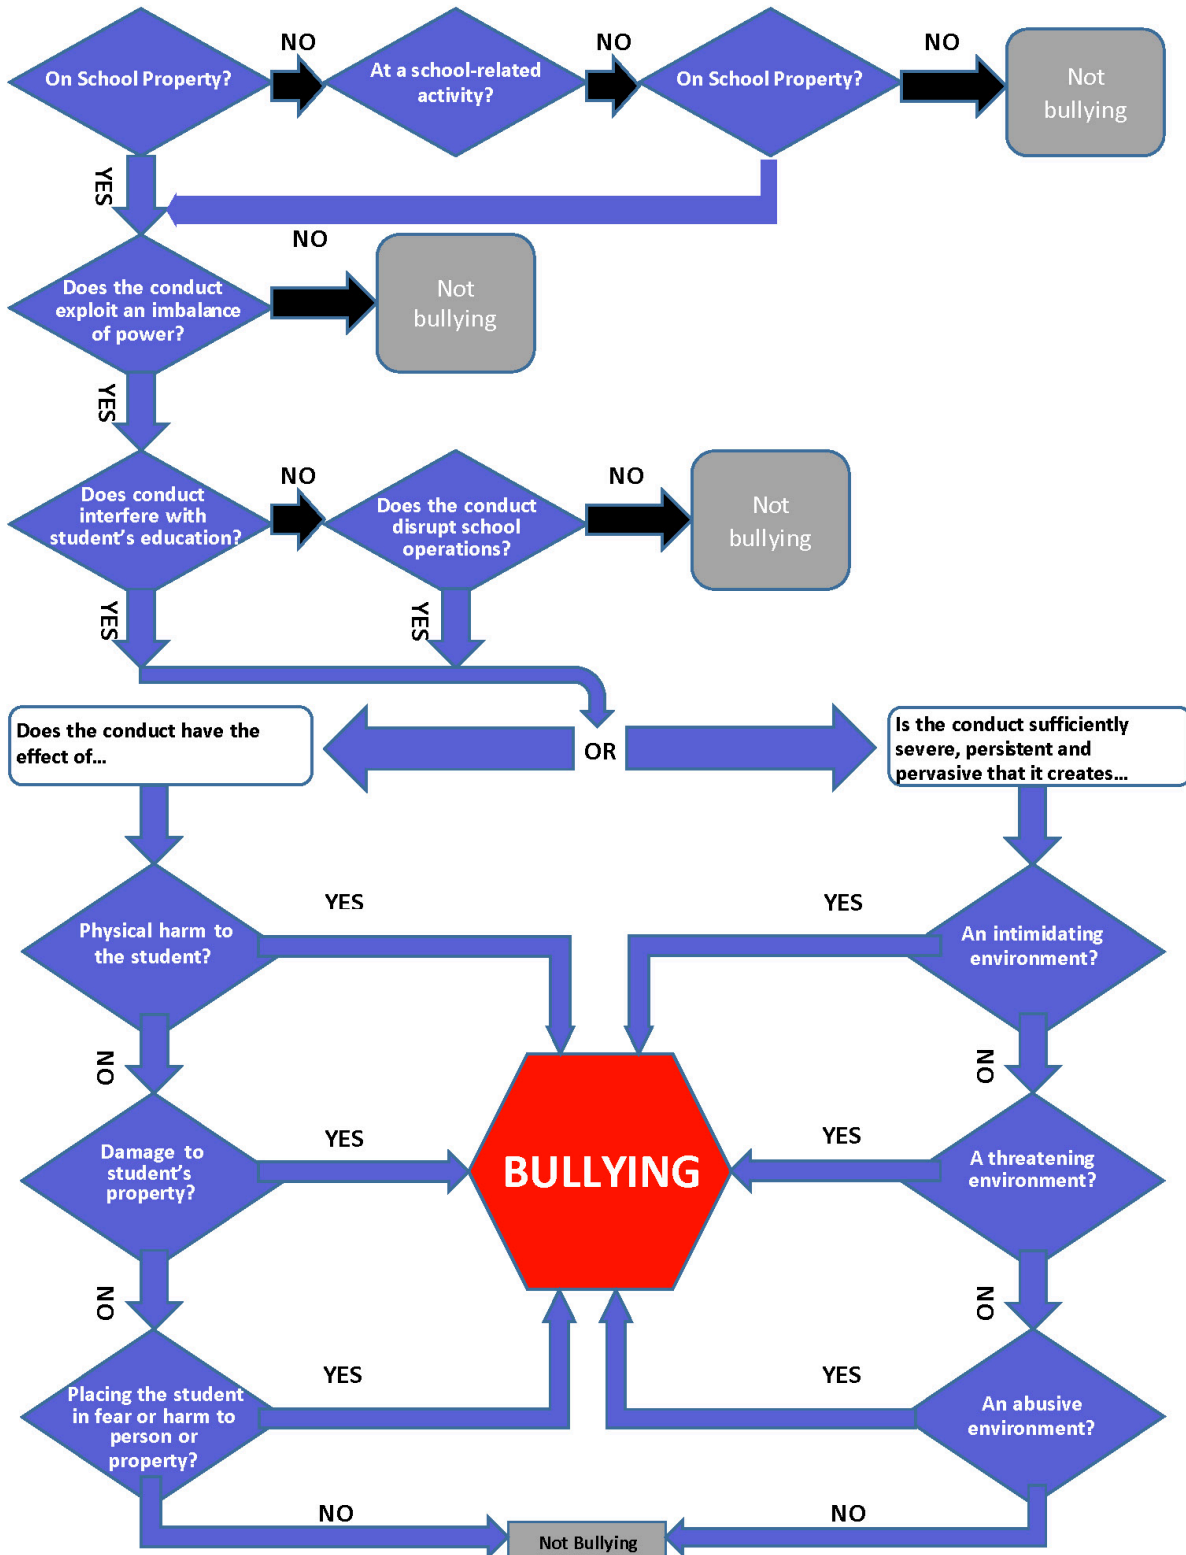 NO
NO
NO
On School Property?
At a school-related
activity?
On School Property?
Not
bullying
YES
NO
Does the conduct
exploit an imbalance
of power?
Not
bullying
YES
NO
NO
Does conduct
interfere with
student's education?
Does the conduct
disrupt school
operations?
Not
bullying
YES
YES
Does the conduct have the
effect of...
OR
Is the conduct sufficiently
severe, persistent and
pervasive that it creates...
YES
YES
Physical harm to
the student?
An intimidating
environment?
NO
NO
YES
YES
Damage to
student's
property?
BULLYING
A threatening
environment?
NO
NO
YES
YES
Placing the student
in fear or harm to
person or
property?
An abusive
environment?
NO
NO
Not Bullying